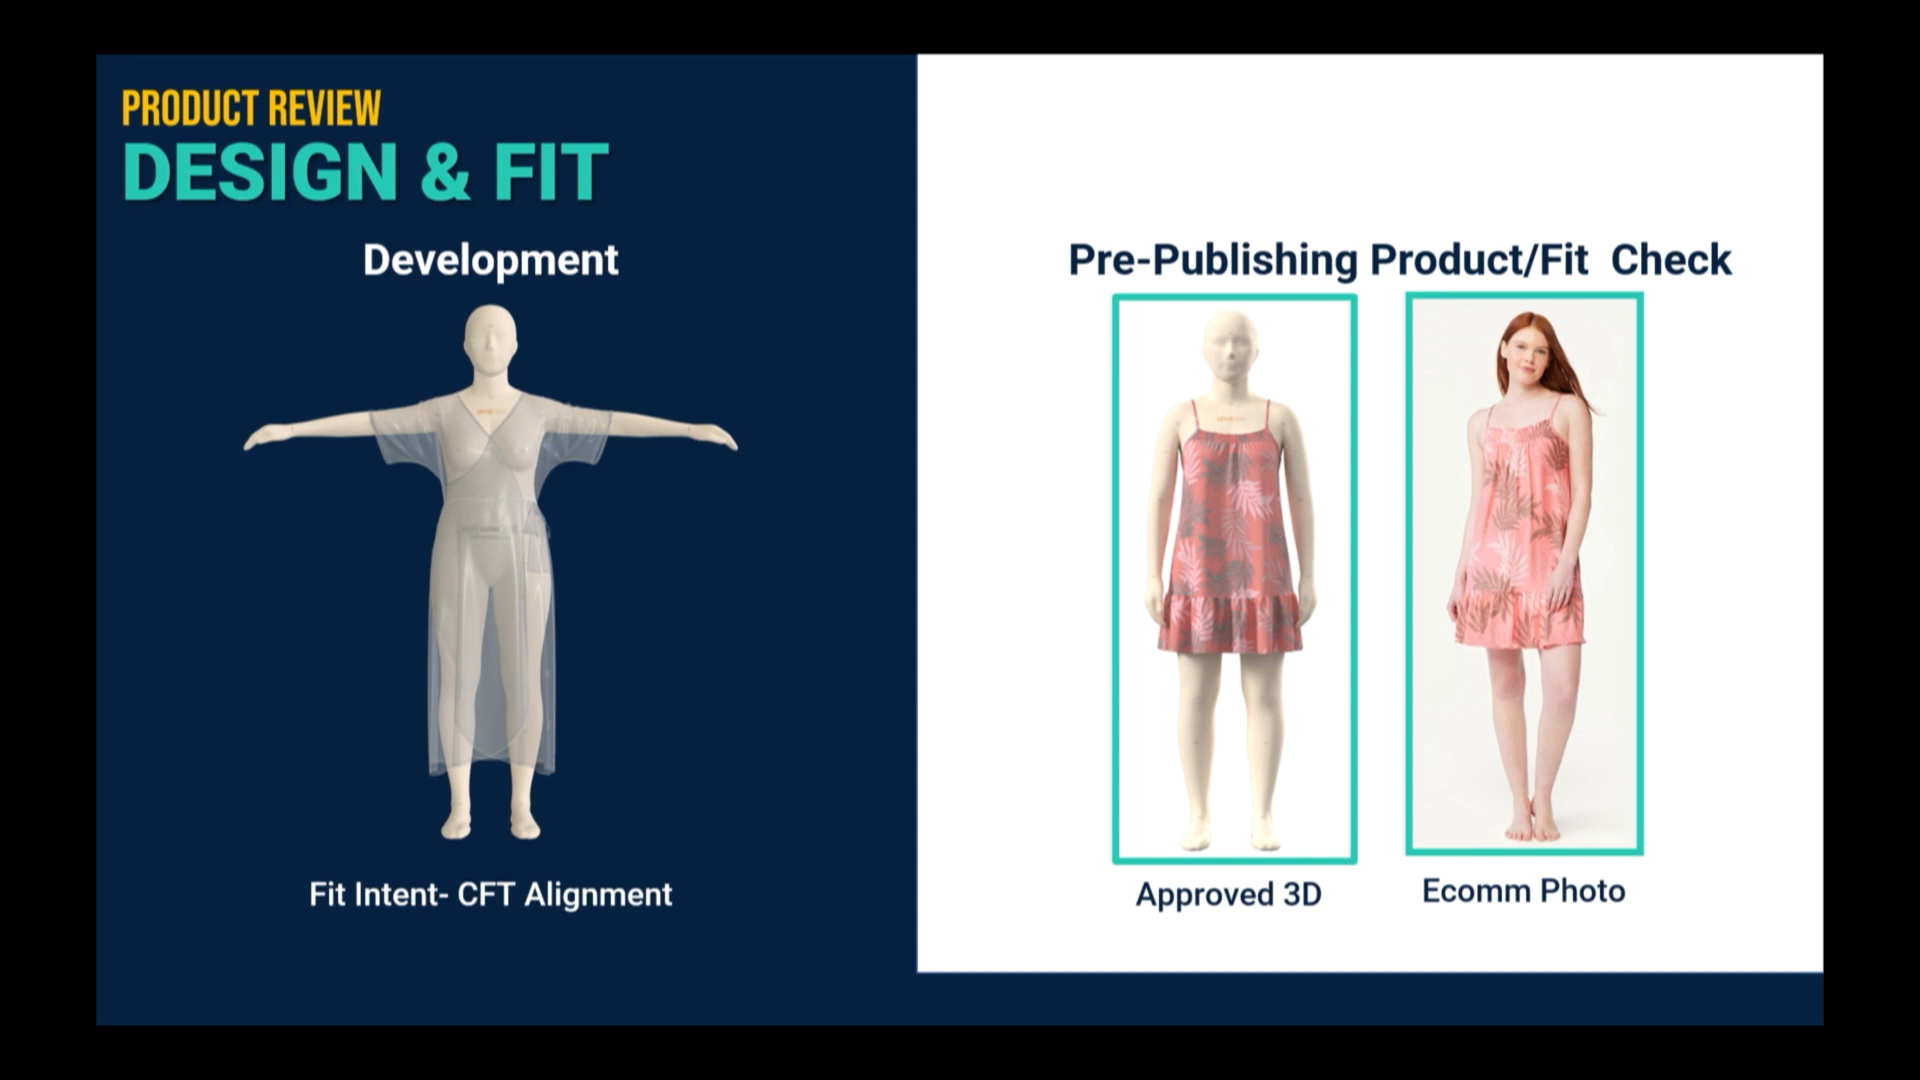 PRODUCT REVIEW
DESIGN & FIT
Development
Fit Intent- CFT Alignment
Pre-Publishing Product/Fit Check
Approved 3D
Ecomm Photo